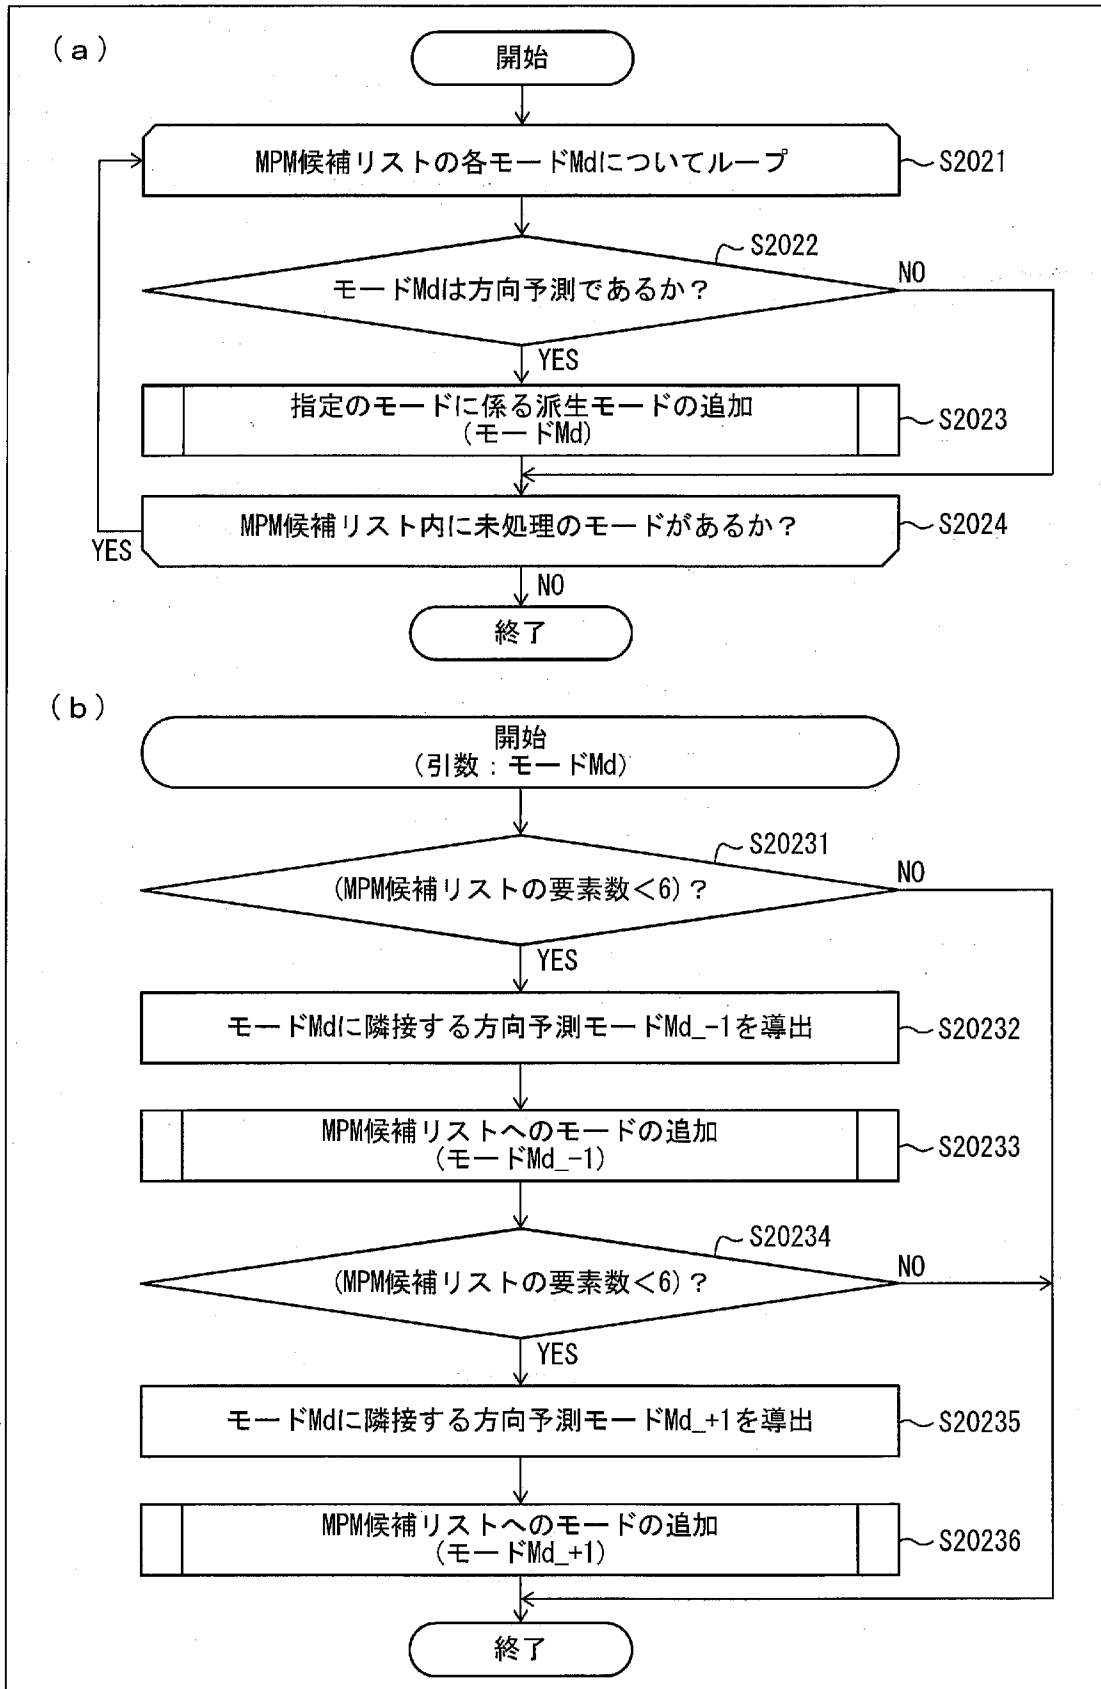 (a)
開始
MPM候補リストの各モードMdについてループ
S2021
S2022
モードMdは方向予測であるか?
NO
YES
指定のモードに係る派生モードの追加
(モードMd)
S2023
MPM候補リスト内に未処理のモードがあるか?
S2024
YES
NO
終了
(b)
開始
(引数:モードMd)
S20231
(MPM候補リストの要素数<6)?
NO
YES
モードMdに隣接する方向予測モードMd_-1を導出
S20232
MPM候補リストへのモードの追加
(モードMd_-1)
S20233
S20234
(MPM候補リストの要素数<6)?
NO
YES
モードMdに隣接する方向予測モードMd_+1を導出
S20235
MPM候補リストへのモードの追加
(モードMd_+1)
S20236
終了